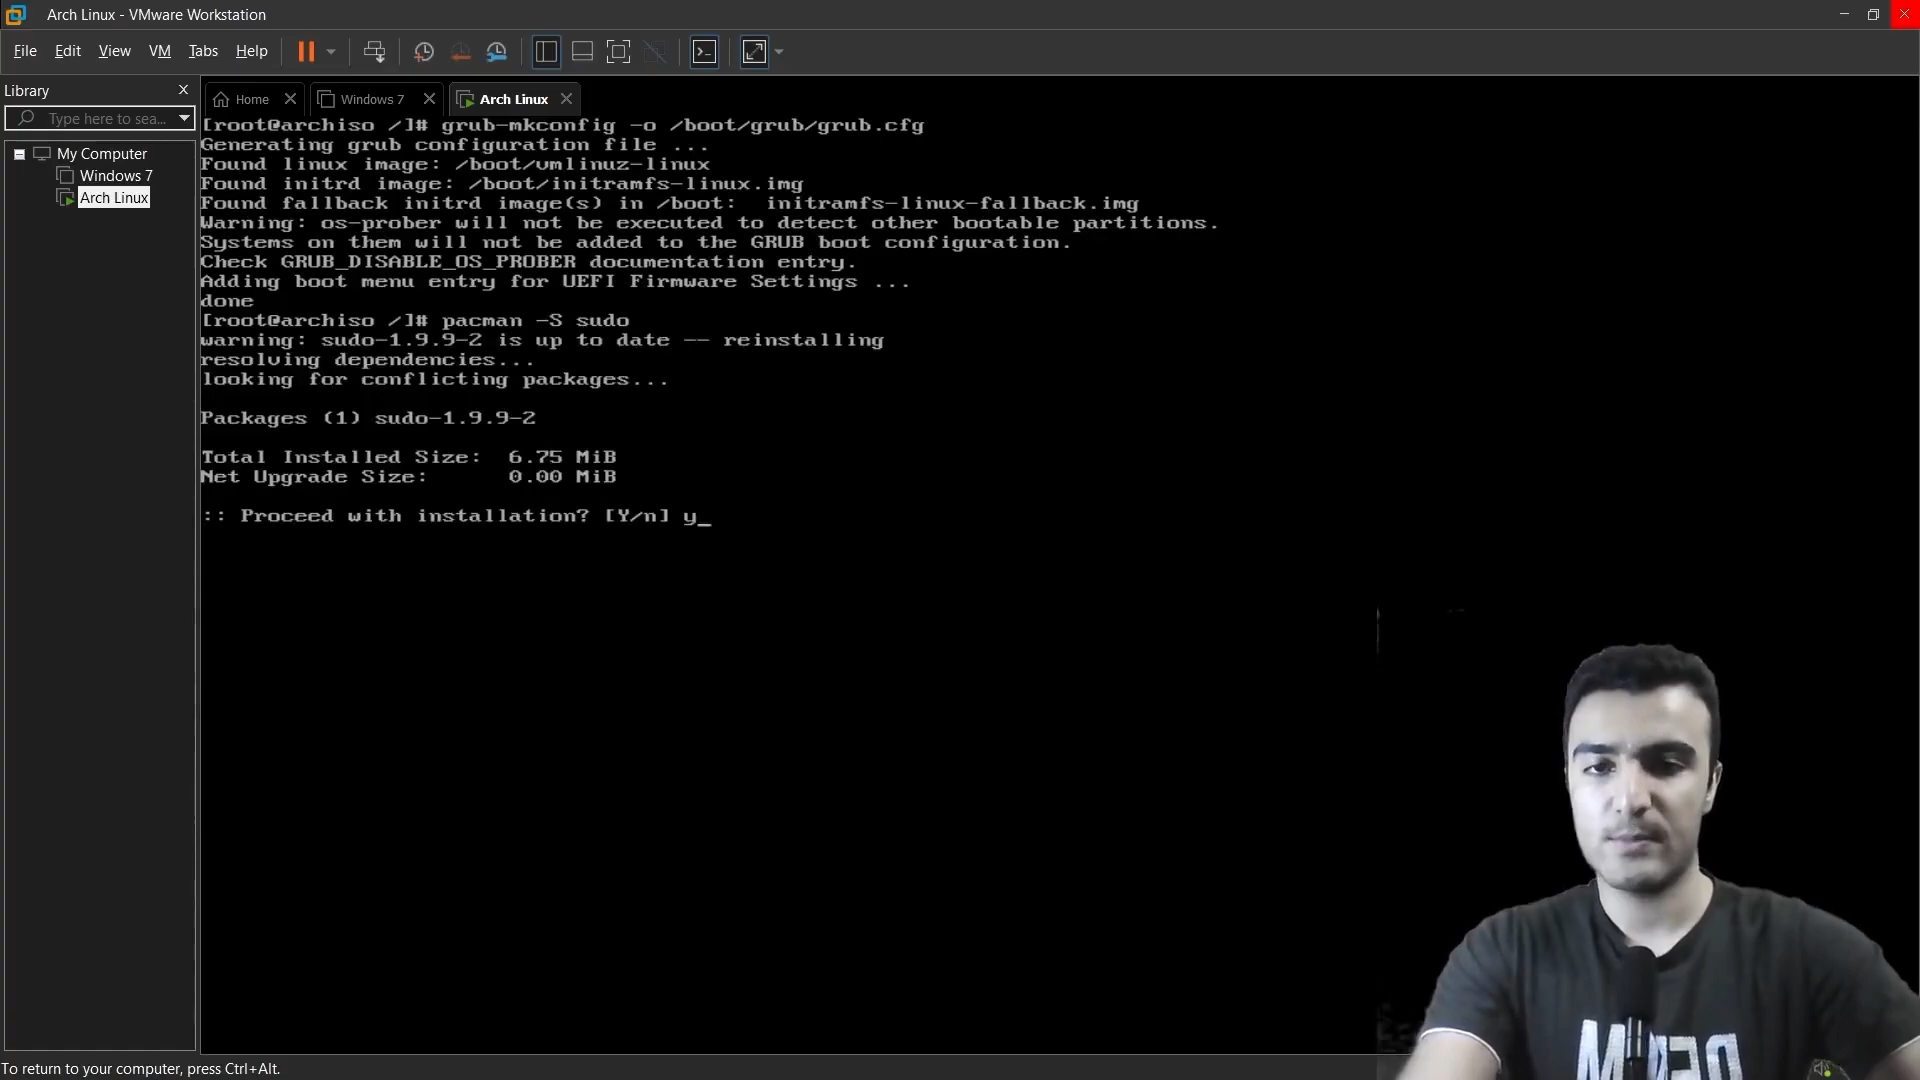 Arch Linux - VMware Workstation
File Edit View VM Tabs Help
Library
Type here to sea...
My Computer
Windows 7
Arch Linux
Home
Windows 7
Arch Linux
[root@archiso /]# grub-mkconfig -o /boot/grub/grub.cfg
Generating grub configuration file ...
Found linux image: /boot/vmlinuz-linux
Found initrd image: /boot/initramfs-linux.img
Found fallback initrd image(s) in /boot:  initramfs-linux-fallback.img
Warning: os-prober will not be executed to detect other bootable partitions.
Systems on them will not be added to the GRUB boot configuration.
Check GRUB_DISABLE_OS_PROBER documentation entry.
Adding boot menu entry for UEFI Firmware Settings ...
done
[root@archiso /]# pacman -S sudo
warning: sudo-1.9.9-2 is up to date -- reinstalling
resolving dependencies...
looking for conflicting packages...
Packages (1) sudo-1.9.9-2
Total Installed Size:  6.75 MiB
Net Upgrade Size:      0.00 MiB
:: Proceed with installation? [Y/n] y_
To return to your computer, press Ctrl+Alt.